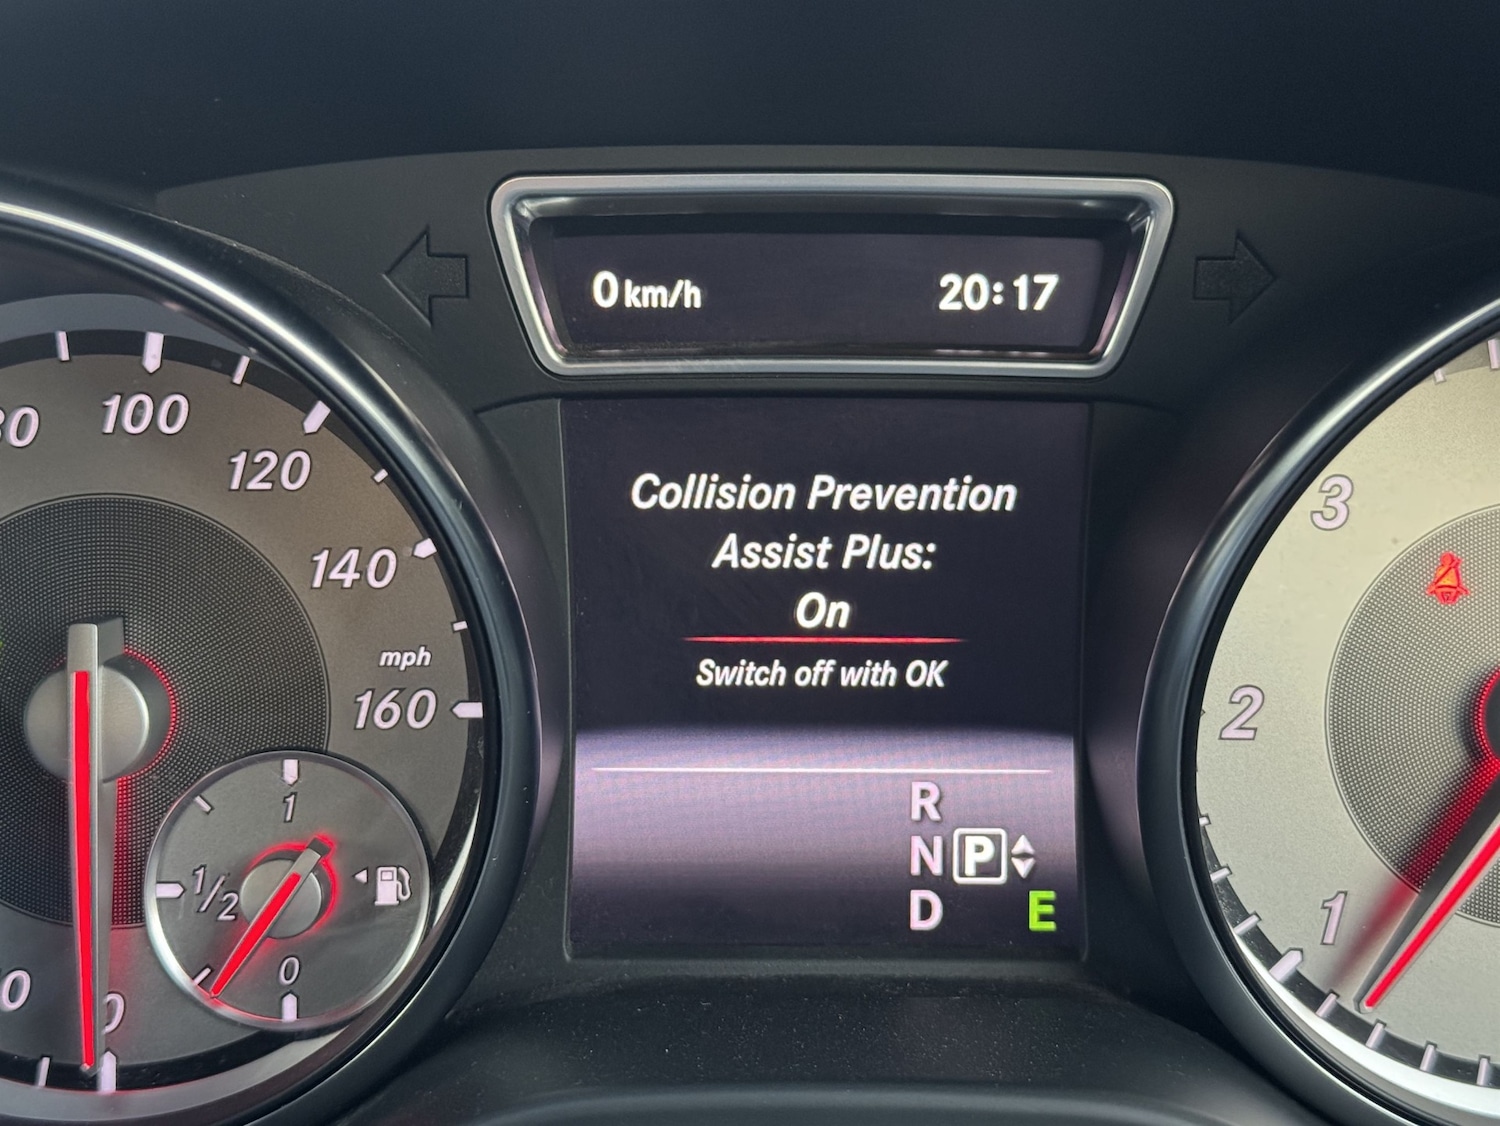 0 km/h 20:17
100
120
140
mph
160
1
1/2
0
0
Collision Prevention
Assist Plus:
On
Switch off with OK
R
N P
D E
3
2
1